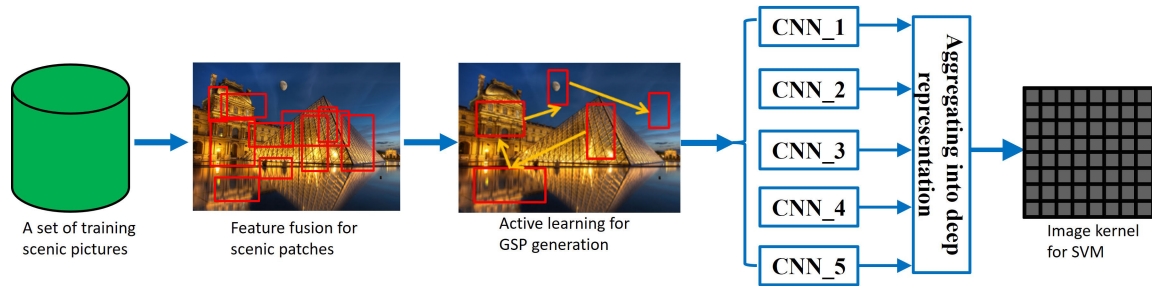 A set of training
scenic pictures
Feature fusion for
scenic patches
Active learning for
GSP generation
CNN_1
CNN_2
CNN_3
CNN_4
CNN_5
Aggregating into deep
representation
Image kernel
for SVM